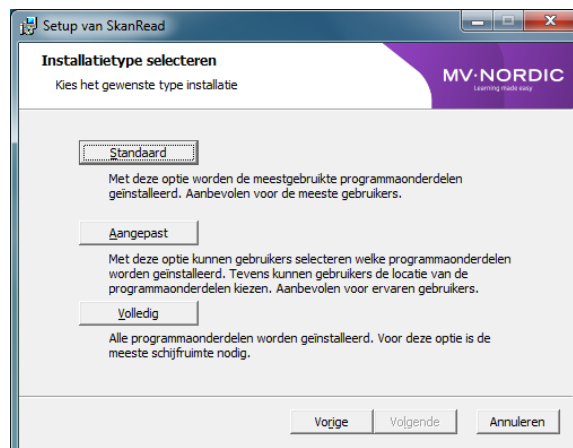 Setup van SkanRead
Installatietype selecteren
Kies het gewenste type installatie
MV-NORDIC
Learning made easy
Standaard
Met deze optie worden de meestgebruikte programmaonderdelen
geïnstalleerd. Aanbevolen voor de meeste gebruikers.
Aangepast
Met deze optie kunnen gebruikers selecteren welke programmaonderdelen
worden geïnstalleerd. Tevens kunnen gebruikers de locatie van de
programmaonderdelen kiezen. Aanbevolen voor ervaren gebruikers.
Volledig
Alle programmaonderdelen worden geïnstalleerd. Voor deze optie is de
meeste schijfruimte nodig.
Vorige Volgende Annuleren